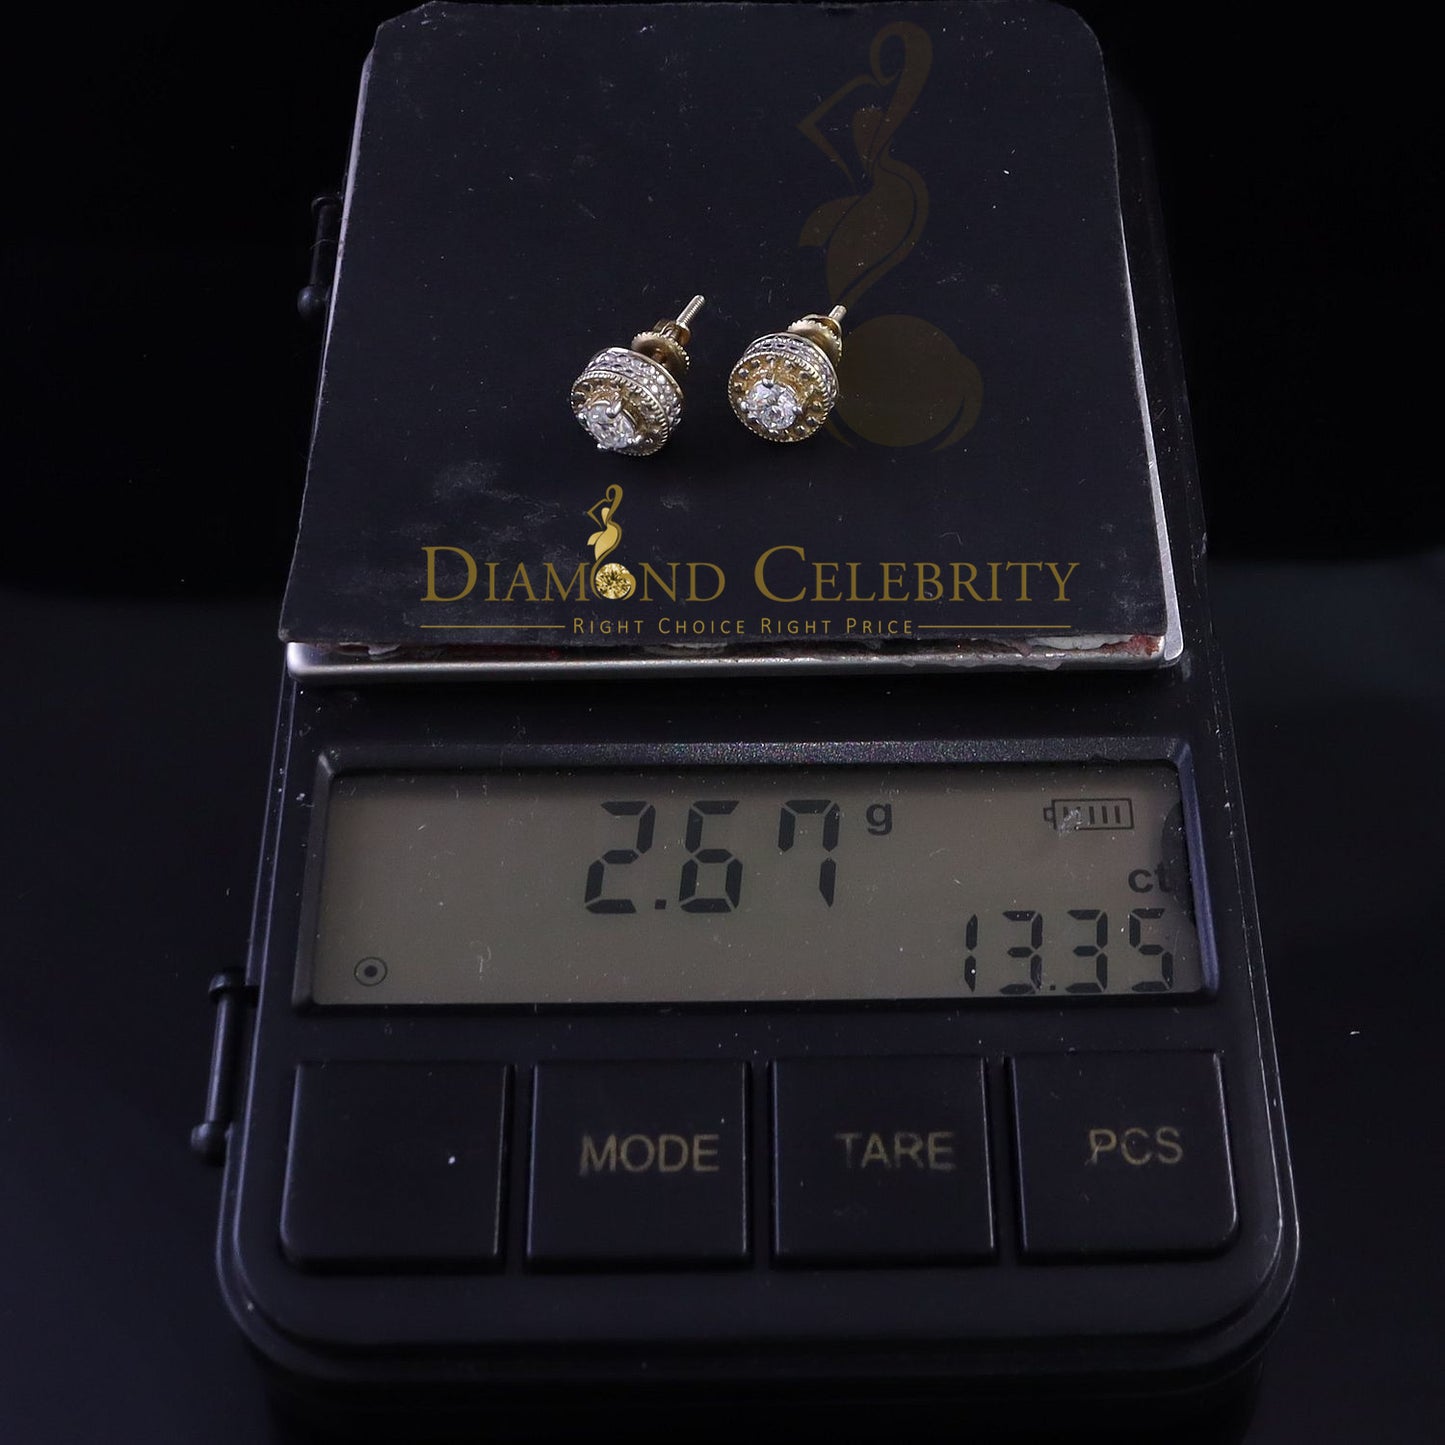 DIAMOND CELEBRITY
RIGHT CHOICE RIGHT PRICE
2.67 g
ct
13.35
MODE
TARE
PCS